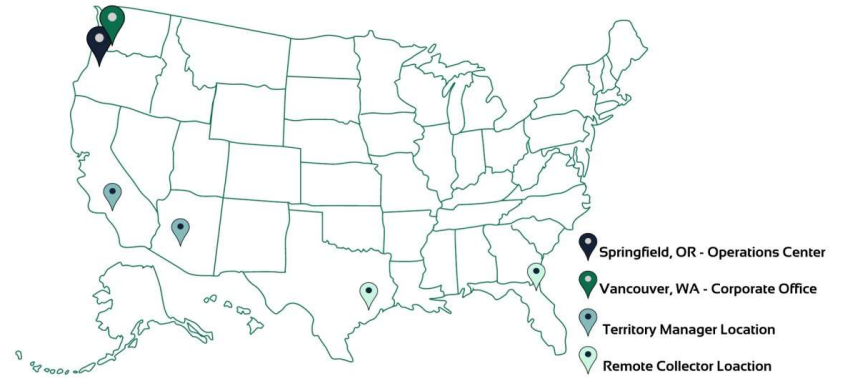 Springfield, OR - Operations Center
Vancouver, WA - Corporate Office
Territory Manager Location
Remote Collector Loaction